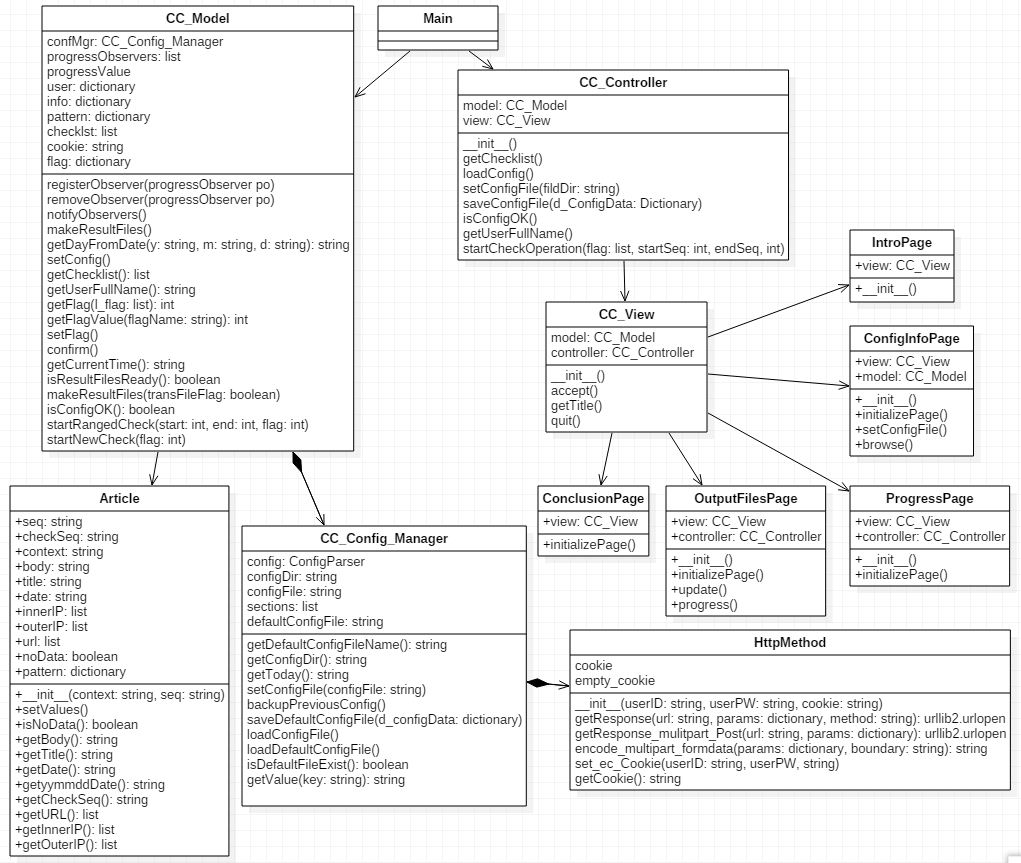 CC_Model
confMgr: CC_Config_Manager
progressObservers: list
progressValue
user: dictionary
info: dictionary
pattern: dictionary
checklst: list
cookie: string
flag: dictionary
registerObserver(progressObserver po)
removeObserver(progressObserver po)
notifyObservers()
makeResultFiles()
getDayFromDate(y: string, m: string, d: string): string
setConfig()
getChecklist(): list
getUserFullName(): string
getFlag(l_flag: list): int
getFlagValue(flagName: string): int
setFlag()
confirm()
getCurrentTime(): string
isResultFilesReady(): boolean
makeResultFiles(transFileFlag: boolean)
isConfigOK(): boolean
startRangedCheck(start: int, end: int, flag: int)
startNewCheck(flag: int)
Main
CC_Controller
model: CC_Model
view: CC_View
__init__()
getChecklist()
loadConfig()
setConfigFile(fildDir: string)
saveConfigFile(d_ConfigData: Dictionary)
isConfigOK()
getUserFullName()
startCheckOperation(flag: list, startSeq: int, endSeq, int)
IntroPage
+view: CC_View
+__init__()
CC_View
model: CC_Model
controller: CC_Controller
__init__()
accept()
getTitle()
quit()
ConfigInfoPage
+view: CC_View
+model: CC_Model
+__init__()
+initializePage()
+setConfigFile()
+browse()
Article
+seq: string
+checkSeq: string
+context: string
+body: string
+title: string
+date: string
+innerIP: list
+outerIP: list
+url: list
+noData: boolean
+pattern: dictionary
+__init__(context: string, seq: string)
+setValues()
+isNoData(): boolean
+getBody(): string
+getTitle(): string
+getDate(): string
+getyymmddDate(): string
+getCheckSeq(): string
+getURL(): list
+getInnerIP(): list
+getOuterIP(): list
CC_Config_Manager
config: ConfigParser
configDir: string
configFile: string
sections: list
defaultConfigFile: string
getDefaultConfigFileName(): string
getConfigDir(): string
getToday(): string
setConfigFile(configFile: string)
backupPreviousConfig()
saveDefaultConfigFile(d_configData: dictionary)
loadConfigFile()
loadDefaultConfigFile()
isDefaultFileExist(): boolean
getValue(key: string): string
ConclusionPage
+view: CC_View
+initializePage()
OutputFilesPage
+view: CC_View
+controller: CC_Controller
+__init__()
+initializePage()
+update()
+progress()
ProgressPage
+view: CC_View
+controller: CC_Controller
+__init__()
+initializePage()
HttpMethod
cookie
empty_cookie
__init__(userID: string, userPW: string, cookie: string)
getResponse(url: string, params: dictionary, method: string): urllib2.urlopen
getResponse_mulitpart_Post(url: string, params: dictionary): urllib2.urlopen
encode_multipart_formdata(params: dictionary, boundary: string): string
set_ec_Cookie(userID: string, userPW, string)
getCookie(): string